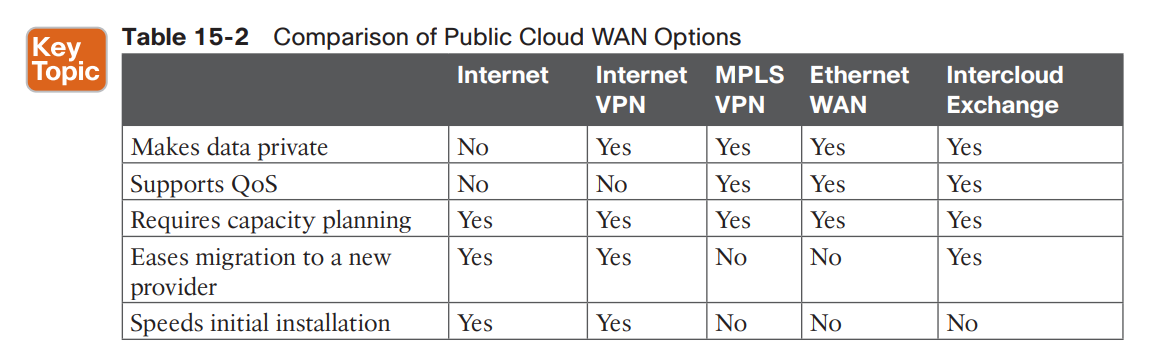 Key
Topic
Table 15-2 Comparison of Public Cloud WAN Options
Internet Internet VPN MPLS VPN Ethernet WAN Intercloud Exchange
Makes data private No Yes Yes Yes Yes
Supports QoS No No Yes Yes Yes
Requires capacity planning Yes Yes Yes Yes Yes
Eases migration to a new provider Yes Yes No No Yes
Speeds initial installation Yes Yes No No No